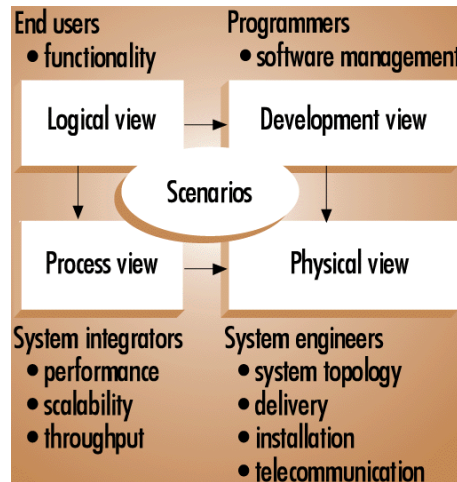 End users
• functionality
Programmers
• software management
Logical view
Development view
Scenarios
Process view
Physical view
System integrators
• performance
• scalability
• throughput
System engineers
• system topology
• delivery
• installation
• telecommunication